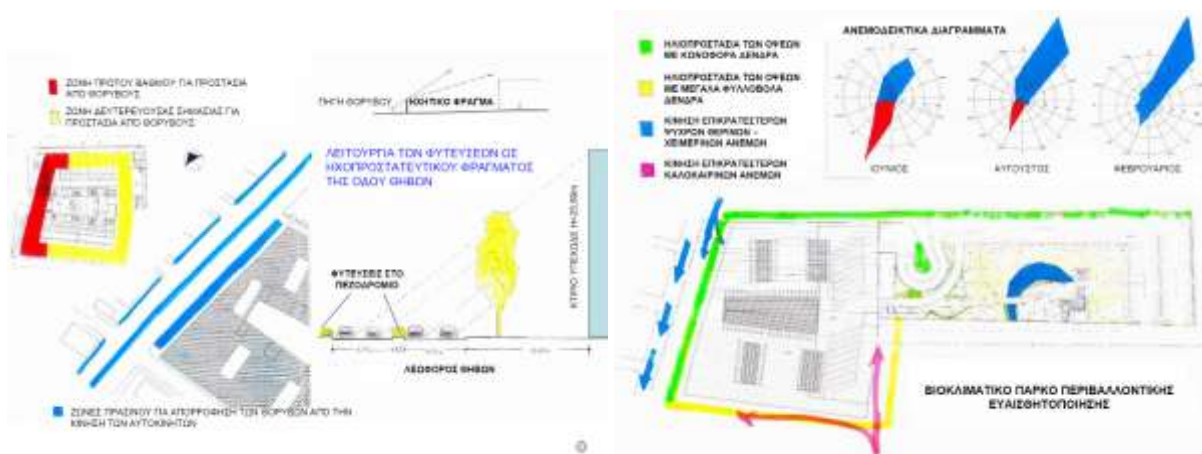 ΖΩΝΗ ΠΡΩΤΟΥ ΒΑΘΜΟΥ ΓΙΑ ΠΡΟΣΤΑΣΙΑ
ΑΠΟ ΘΟΡΥΒΟΥΣ
ΖΩΝΗ ΔΕΥΤΕΡΕΥΟΥΣΑΣ ΣΗΜΑΣΙΑΣ ΓΙΑ
ΠΡΟΣΤΑΣΙΑ ΑΠΟ ΘΟΡΥΒΟΥΣ
ΠΗΓΗ ΘΟΡΥΒΟΥ
ΗΧΗΤΙΚΟ ΦΡΑΓΜΑ
ΛΕΙΤΟΥΡΓΙΑ ΤΩΝ ΦΥΤΕΥΣΕΩΝ ΩΣ
ΗΧΟΠΡΟΣΤΑΤΕΥΤΙΚΟΥ ΦΡΑΓΜΑΤΟΣ
ΤΗΣ ΟΔΟΥ ΘΗΒΩΝ
ΦΥΤΕΥΣΕΙΣ ΣΤΟ
ΠΕΖΟΔΡΟΜΙΟ
ΚΤΙΡΙΟ ΥΠΕΧΩΔΕ
ΛΕΩΦΟΡΟΣ ΘΗΒΩΝ
ΖΩΝΕΣ ΠΡΑΣΙΝΟΥ ΓΙΑ ΑΠΟΡΡΟΦΗΣΗ ΤΩΝ ΘΟΡΥΒΩΝ ΑΠΟ ΤΗΝ
ΚΙΝΗΣΗ ΤΩΝ ΑΥΤΟΚΙΝΗΤΩΝ
ΗΛΙΟΠΡΟΣΤΑΣΙΑ ΤΩΝ ΟΨΕΩΝ
ΜΕ ΚΩΝΟΦΟΡΑ ΔΕΝΔΡΑ
ΗΛΙΟΠΡΟΣΤΑΣΙΑ ΤΩΝ ΟΨΕΩΝ
ΜΕ ΜΕΓΑΛΑ ΦΥΛΛΟΒΟΛΑ
ΔΕΝΔΡΑ
ΚΙΝΗΣΗ ΕΠΙΚΡΑΤΕΣΤΕΡΩΝ
ΨΥΧΡΩΝ ΘΕΡΙΝΩΝ -
ΧΕΙΜΕΡΙΝΩΝ ΑΝΕΜΩΝ
ΚΙΝΗΣΗ ΕΠΙΚΡΑΤΕΣΤΕΡΩΝ
ΚΑΛΟΚΑΙΡΙΝΩΝ ΑΝΕΜΩΝ
ΑΝΕΜΟΔΕΙΚΤΙΚΑ ΔΙΑΓΡΑΜΜΑΤΑ
ΙΟΥΝΙΟΣ
ΑΥΓΟΥΣΤΟΣ
ΦΕΒΡΟΥΑΡΙΟΣ
ΒΙΟΚΛΙΜΑΤΙΚΟ ΠΑΡΚΟ ΠΕΡΙΒΑΛΛΟΝΤΙΚΗΣ
ΕΥΑΙΣΘΗΤΟΠΟΙΗΣΗΣ